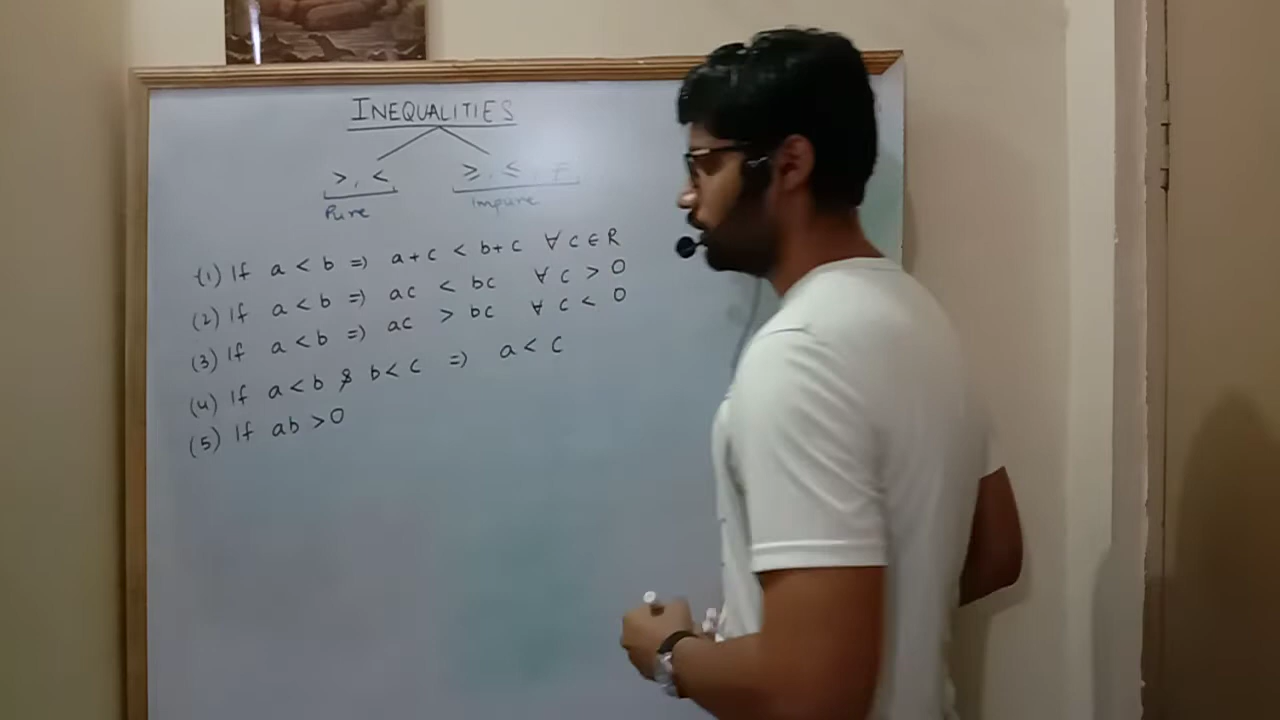 INEQUALITIES
>, <    ≥, ≤, F
Pure    Impure
(1) If a < b => a+c < b+c ∀ c ∈ R
(2) If a < b => ac < bc ∀ c > 0
(3) If a < b => ac > bc ∀ c < 0
(4) If a < b & b < c => a < c
(5) If ab > 0